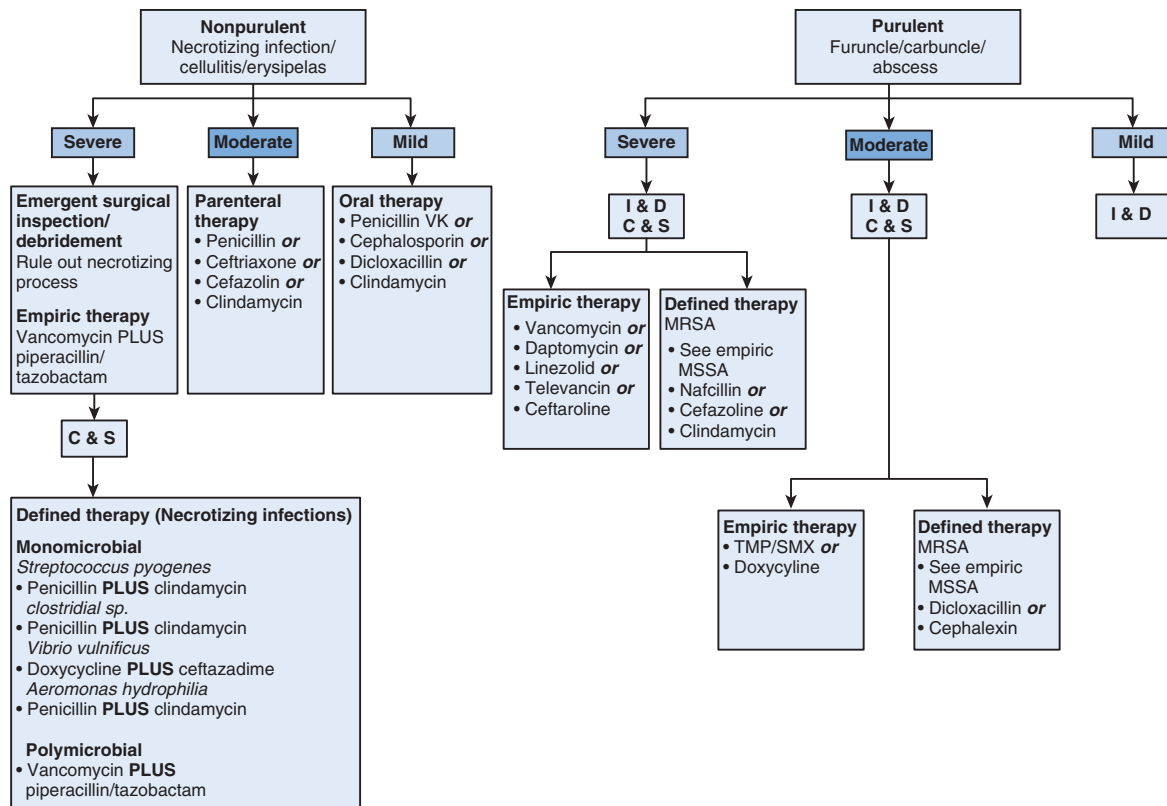 Nonpurulent
Necrotizing infection/
cellulitis/erysipelas
Severe
Moderate
Mild
Emergent surgical
inspection/
debridement
Rule out necrotizing
process
Empiric therapy
Vancomycin PLUS
piperacillin/
tazobactam
Parenteral
therapy
• Penicillin or
• Ceftriaxone or
• Cefazolin or
• Clindamycin
Oral therapy
• Penicillin VK or
• Cephalosporin or
• Dicloxacillin or
• Clindamycin
C & S
Defined therapy (Necrotizing infections)
Monomicrobial
Streptococcus pyogenes
• Penicillin PLUS clindamycin
clostridial sp.
• Penicillin PLUS clindamycin
Vibrio vulnificus
• Doxycycline PLUS ceftazadime
Aeromonas hydrophilia
• Penicillin PLUS clindamycin
Polymicrobial
• Vancomycin PLUS
piperacillin/tazobactam
Purulent
Furuncle/carbuncle/
abscess
Severe
Moderate
Mild
I & D
C & S
I & D
C & S
I & D
Empiric therapy
• Vancomycin or
• Daptomycin or
• Linezolid or
• Televancin or
• Ceftaroline
Defined therapy
MRSA
• See empiric
MSSA
• Nafcillin or
• Cefazoline or
• Clindamycin
Empiric therapy
• TMP/SMX or
• Doxycyline
Defined therapy
MRSA
• See empiric
MSSA
• Dicloxacillin or
• Cephalexin